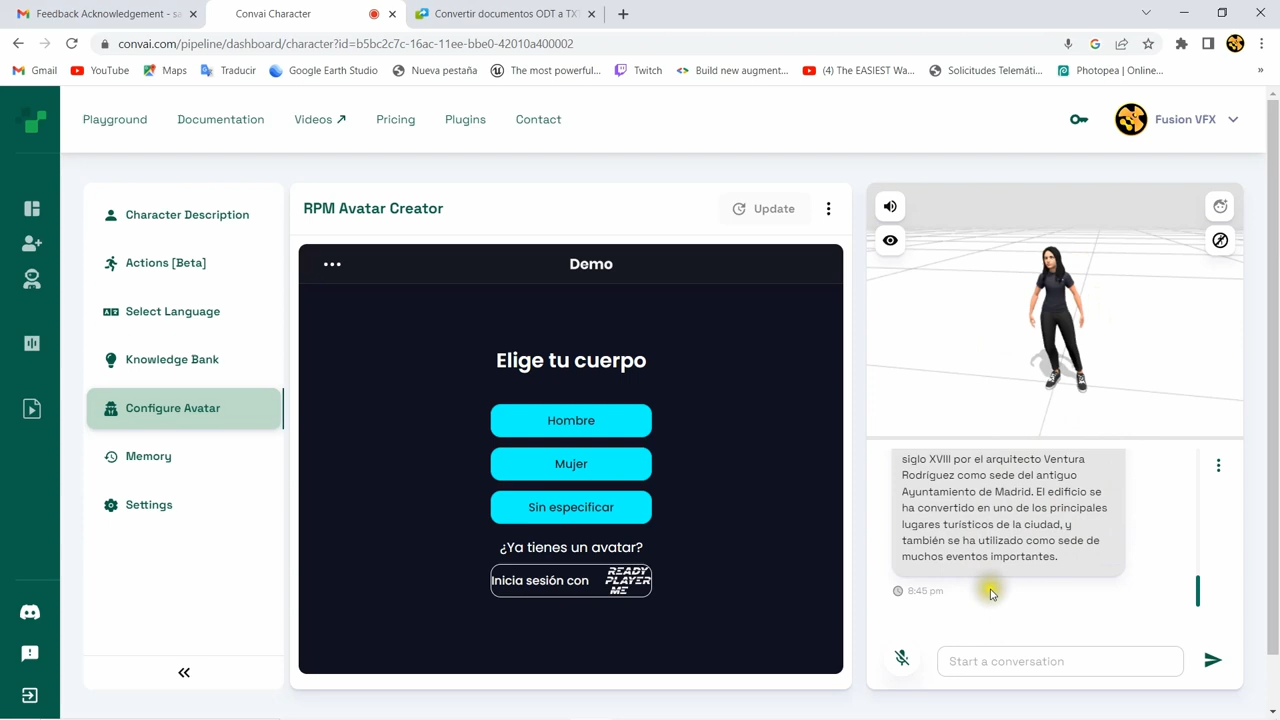 Feedback Acknowledgement - sa
Convai Character
Convertir documentos ODT a TXT
convai.com/pipeline/dashboard/character?id=b5bc2c7c-16ac-11ee-bbe0-42010a400002
Gmail
YouTube
Maps
Traducir
Google Earth Studio
Nueva pestaña
The most powerful...
Twitch
Build new augment...
(4) The EASIEST Wa...
Solicitudes Telemáti...
Photopea | Online...
Playground
Documentation
Videos
Pricing
Plugins
Contact
Fusion VFX
Character Description
Actions [Beta]
Select Language
Knowledge Bank
Configure Avatar
Memory
Settings
RPM Avatar Creator
Update
Demo
Elige tu cuerpo
Hombre
Mujer
Sin especificar
¿Ya tienes un avatar?
Inicia sesión con
READY
PLAYER
ME
siglo XVIII por el arquitecto Ventura
Rodríguez como sede del antiguo
Ayuntamiento de Madrid. El edificio se
ha convertido en uno de los principales
lugares turísticos de la ciudad, y
también se ha utilizado como sede de
muchos eventos importantes.
8:45 pm
Start a conversation